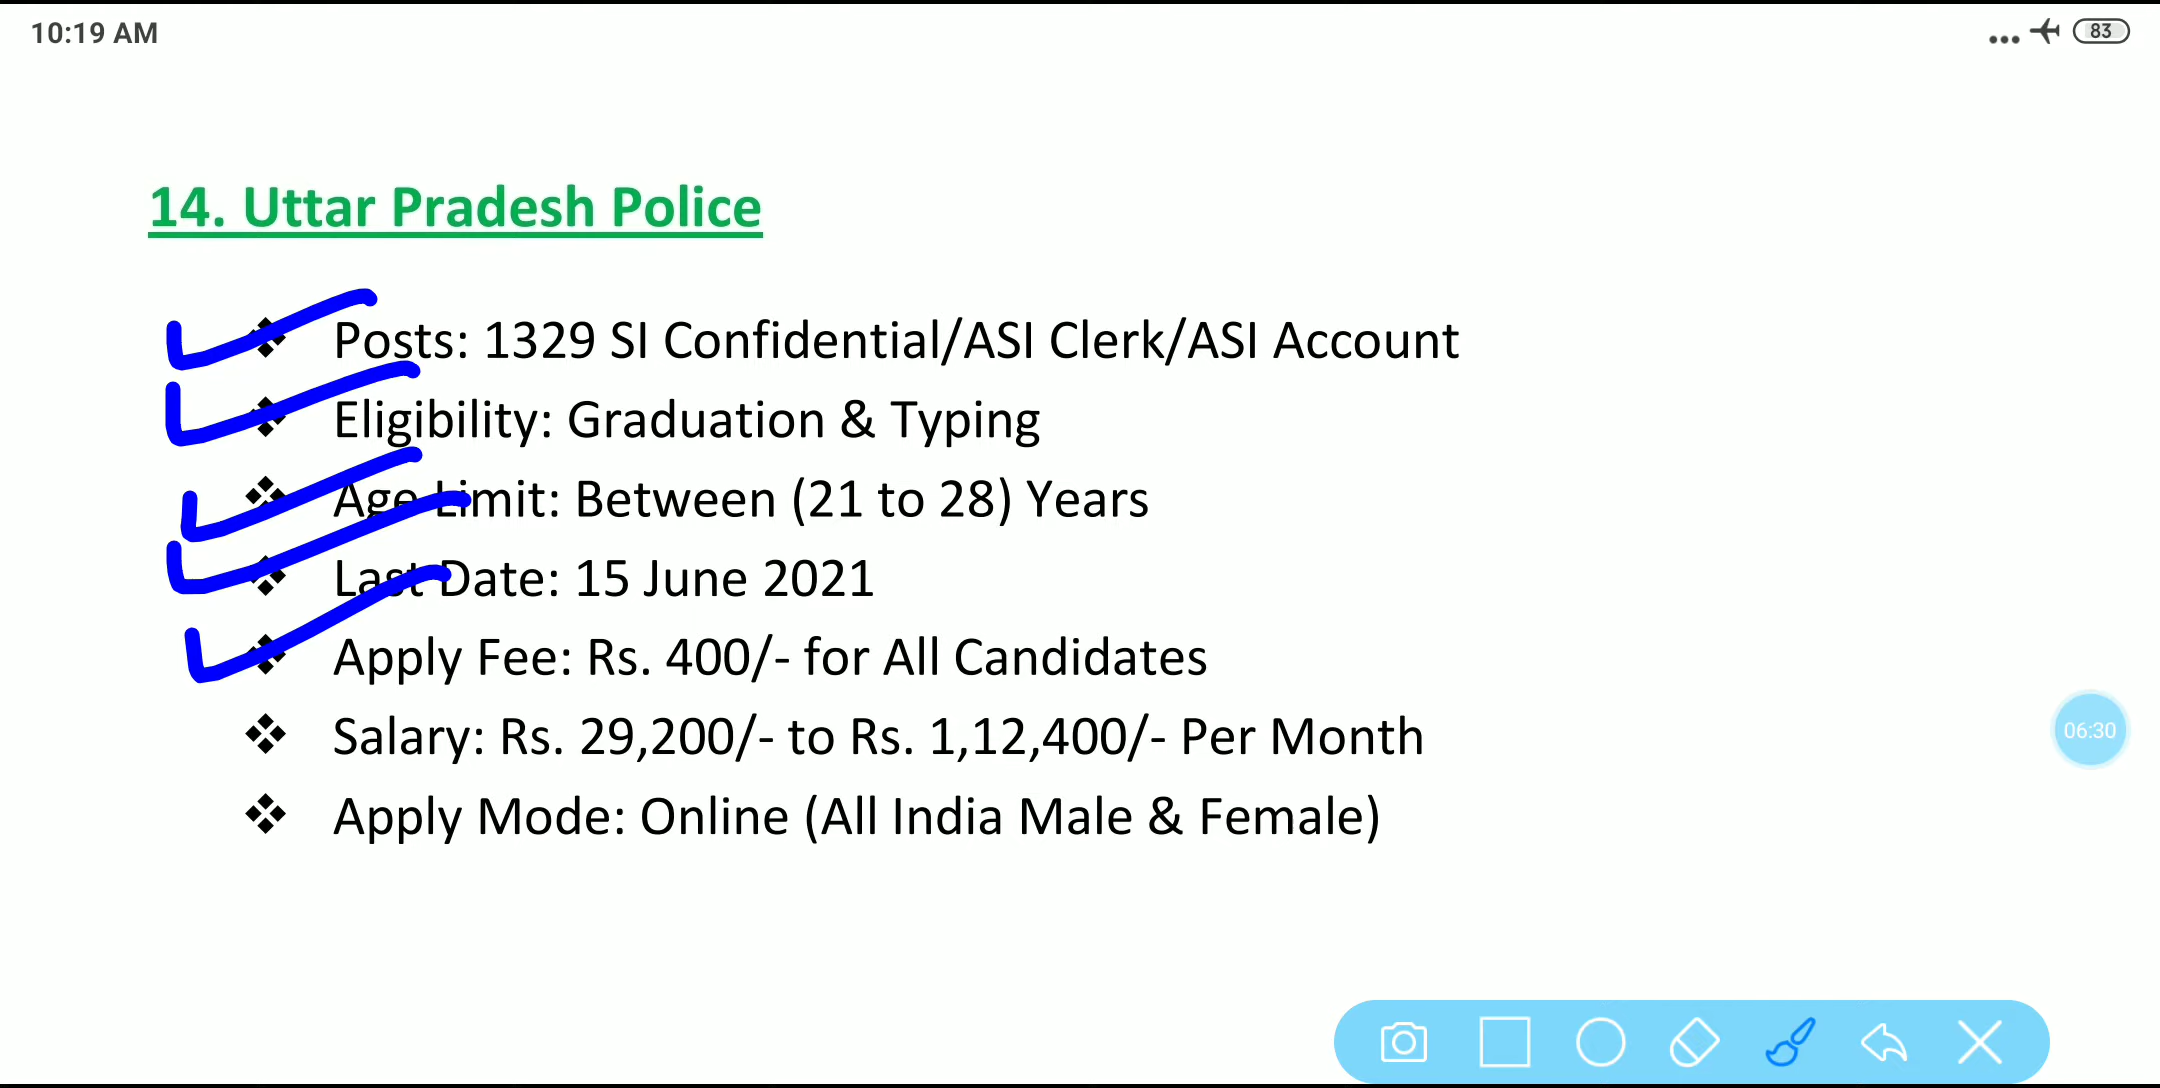 10:19 AM
83
14. Uttar Pradesh Police
❖ Posts: 1329 SI Confidential/ASI Clerk/ASI Account
❖ Eligibility: Graduation & Typing
❖ Age Limit: Between (21 to 28) Years
❖ Last Date: 15 June 2021
❖ Apply Fee: Rs. 400/- for All Candidates
❖ Salary: Rs. 29,200/- to Rs. 1,12,400/- Per Month
06:30
❖ Apply Mode: Online (All India Male & Female)